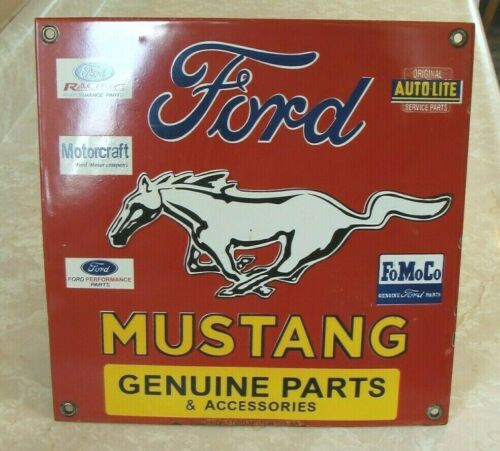 Ford
Ford
RACING
PERFORMANCE PARTS
ORIGINAL
AUTO-LITE
SERVICE PARTS
Motorcraft
Ford Motor Company
Ford
FORD PERFORMANCE
PARTS
FoMoCo
GENUINE Ford PARTS
MUSTANG
GENUINE PARTS
& ACCESSORIES